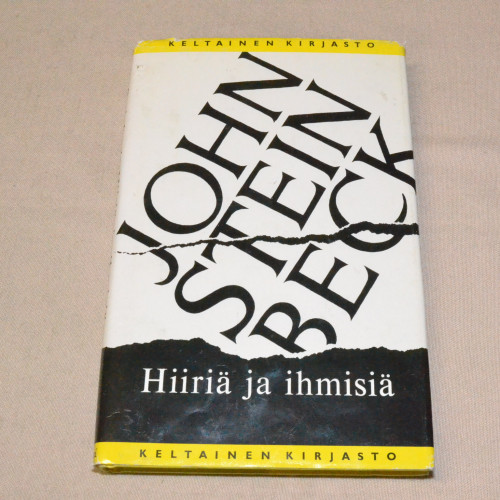 KELTAINEN KIRJASTO
JOHN
STEIN
BECK
Hiiriä ja ihmisiä
KELTAINEN KIRJASTO